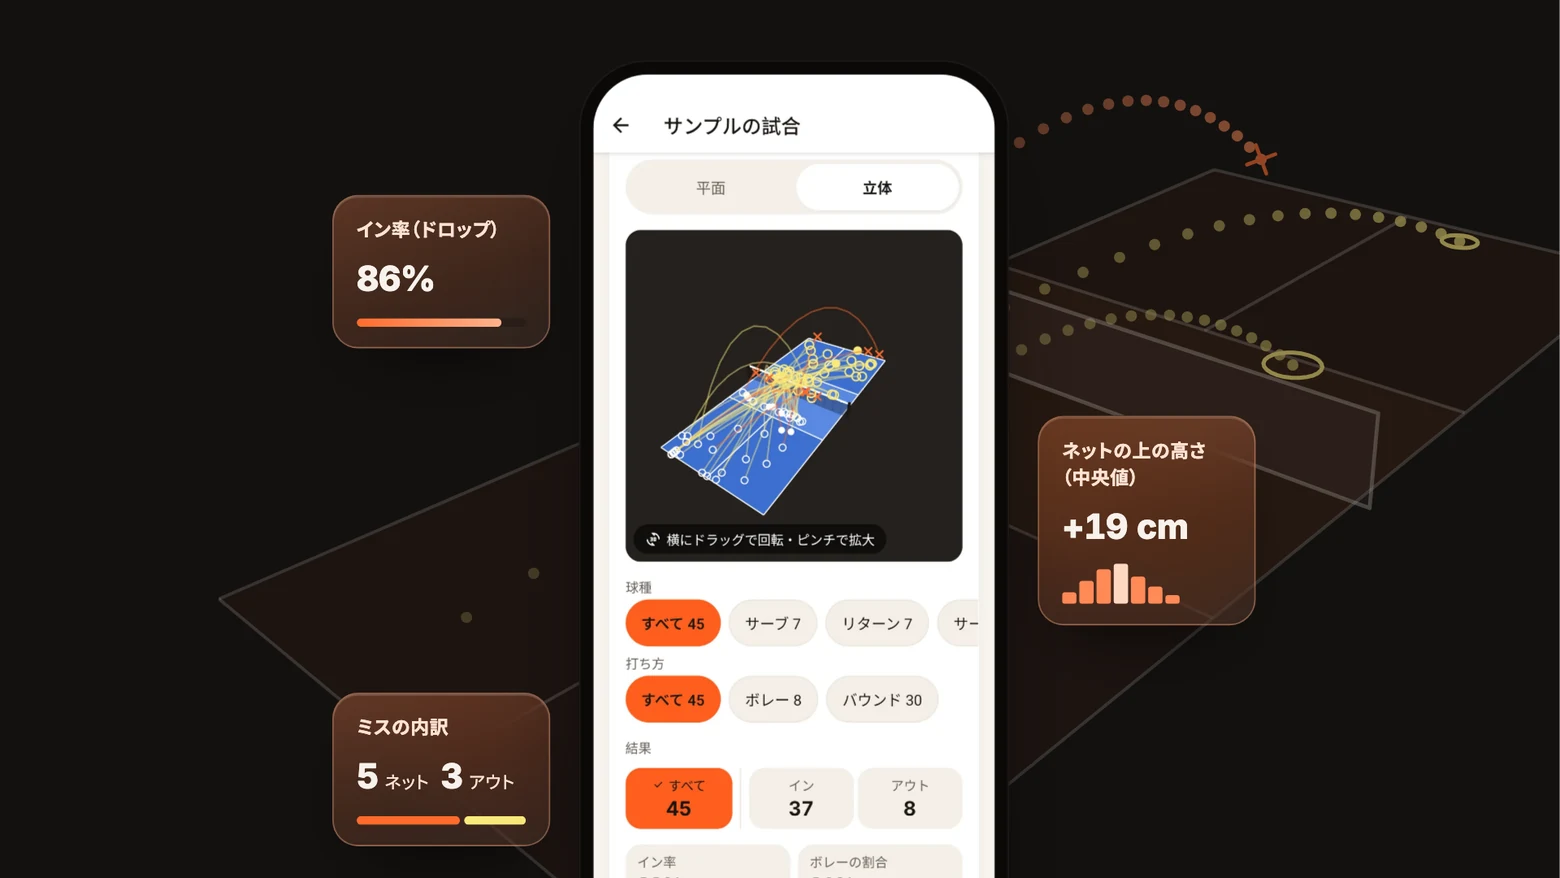 サンプルの試合
平面
立体
イン率（ドロップ）
86%
横にドラッグで回転・ピンチで拡大
ネットの上の高さ
（中央値）
+19 cm
球種
すべて 45
サーブ 7
リターン 7
サー
打ち方
すべて 45
ボレー 8
バウンド 30
ミスの内訳
5 ネット 3 アウト
結果
✓ すべて
45
イン
37
アウト
8
イン率
ボレーの割合